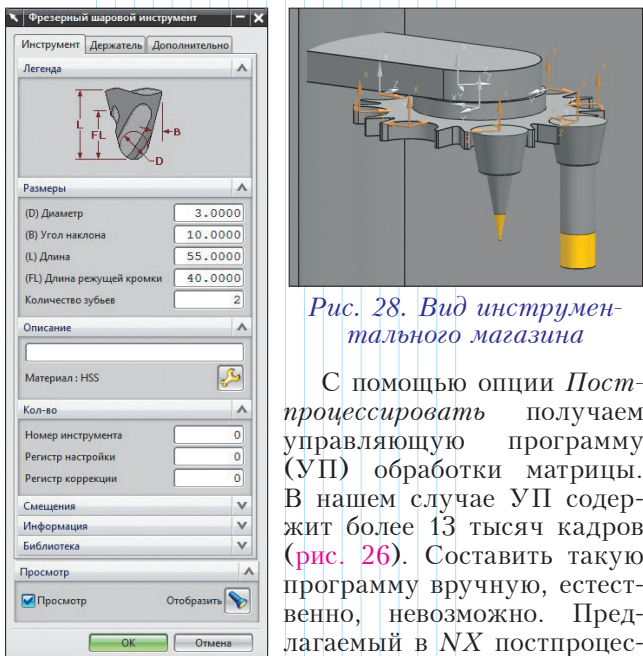 Фрезерный шаровой инструмент
Инструмент Держатель Дополнительно
Легенда
L
FL
B
D
Размеры
(D) Диаметр 3.0000
(B) Угол наклона 10.0000
(L) Длина 55.0000
(FL) Длина режущей кромки 40.0000
Количество зубьев 2
Описание
Материал : HSS
Кол-во
Номер инструмента 0
Регистр настройки 0
Регистр коррекции 0
Смещения
Информация
Библиотека
Просмотр
Просмотр Отобразить
OK Отмена
Рис. 28. Вид инструмен-
тального магазина
С помощью опции Пост-
процессировать получаем
управляющую программу
(УП) обработки матрицы.
В нашем случае УП содер-
жит более 13 тысяч кадров
(рис. 26). Составить такую
программу вручную, естест-
венно, невозможно. Пред-
лагаемый в NX постпроцес-